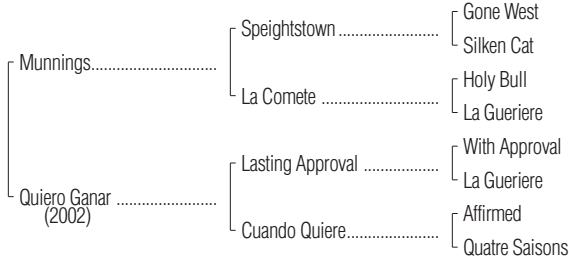 Gone West
Speightstown ....................
Silken Cat
Munnings.........................
Holy Bull
La Comete .......................
La Gueriere
With Approval
Lasting Approval ...............
La Gueriere
Quiero Ganar ....................
(2002)
Affirmed
Cuando Quiere..................
Quatre Saisons